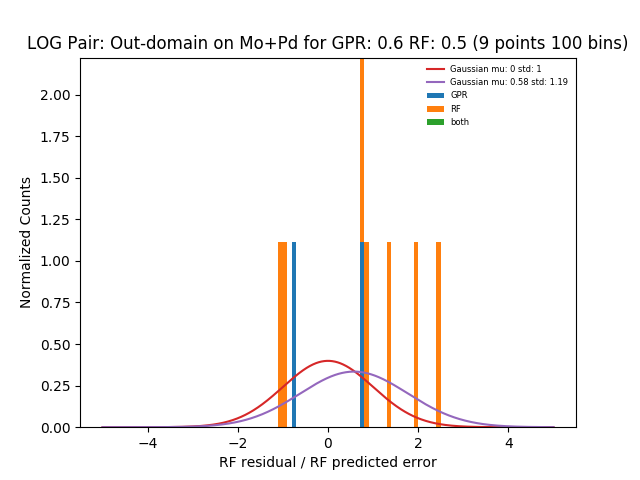 LOG Pair: Out-domain on Mo+Pd for GPR: 0.6 RF: 0.5 (9 points 100 bins)
Gaussian mu: 0 std: 1
Gaussian mu: 0.58 std: 1.19
GPR
RF
both
Normalized Counts
2.00
1.75
1.50
1.25
1.00
0.75
0.50
0.25
0.00
−4
−2
0
2
4
RF residual / RF predicted error